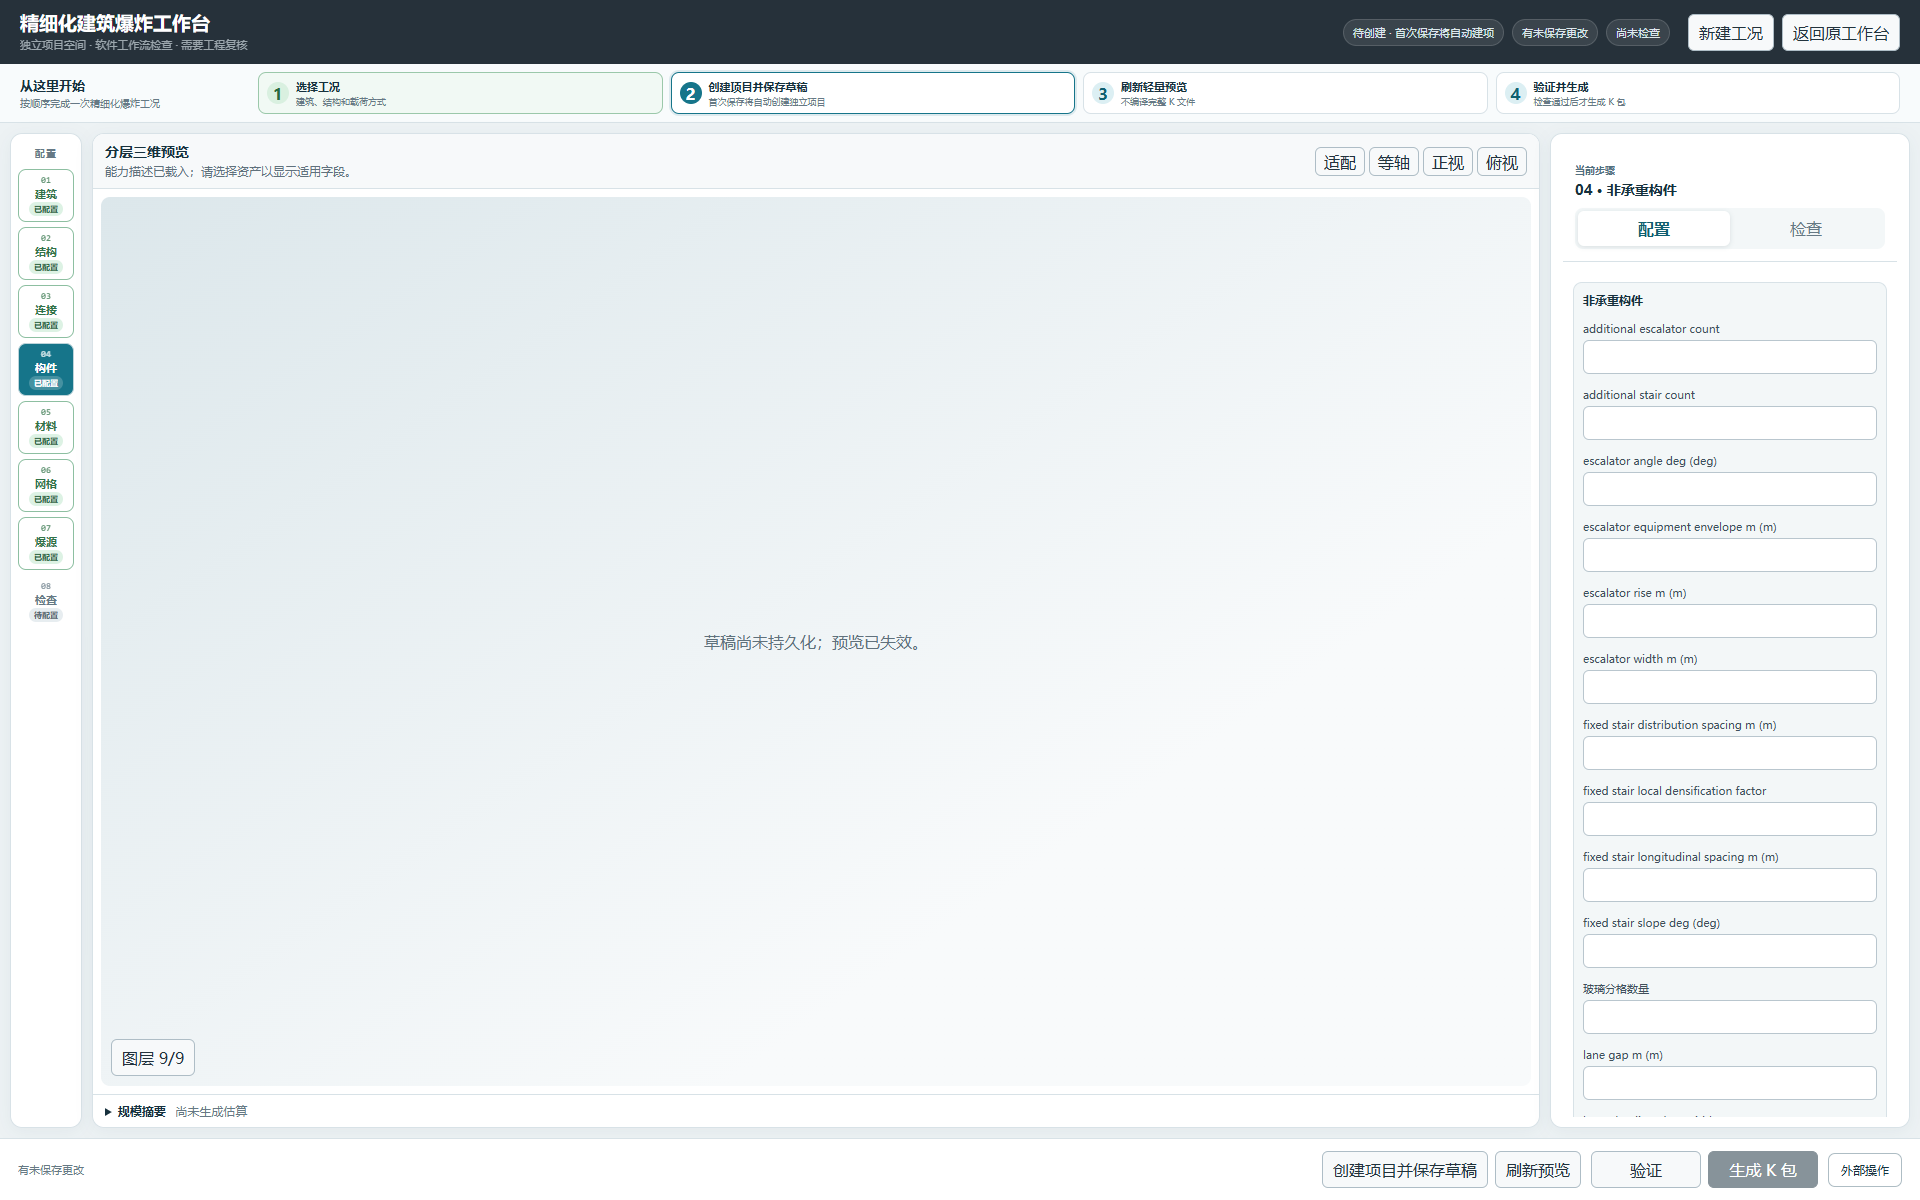 精细化建筑爆炸工作台
独立项目空间 · 软件工作流检查 · 需要工程复核
待创建 · 首次保存将自动建项
有未保存更改
尚未检查
新建工况
返回原工作台
从这里开始
按顺序完成一次精细化爆炸工况
1
选择工况
建筑、结构和载荷方式
2
创建项目并保存草稿
首次保存将自动创建独立项目
3
刷新轻量预览
不编译完整 K 文件
4
验证并生成
检查通过后才生成 K 包
配置
01
建筑
已配置
02
结构
已配置
03
连接
已配置
04
构件
已配置
05
材料
已配置
06
网格
已配置
07
爆源
已配置
08
检查
待配置
分层三维预览
能力描述已载入；请选择资产以显示适用字段。
适配
等轴
正视
俯视
草稿尚未持久化；预览已失效。
图层 9/9
规模摘要 尚未生成估算
当前步骤
04 • 非承重构件
配置
检查
非承重构件
additional escalator count
additional stair count
escalator angle deg (deg)
escalator equipment envelope m (m)
escalator rise m (m)
escalator width m (m)
fixed stair distribution spacing m (m)
fixed stair local densification factor
fixed stair longitudinal spacing m (m)
fixed stair slope deg (deg)
玻璃分格数量
lane gap m (m)
有未保存更改
创建项目并保存草稿
刷新预览
验证
生成 K 包
外部操作